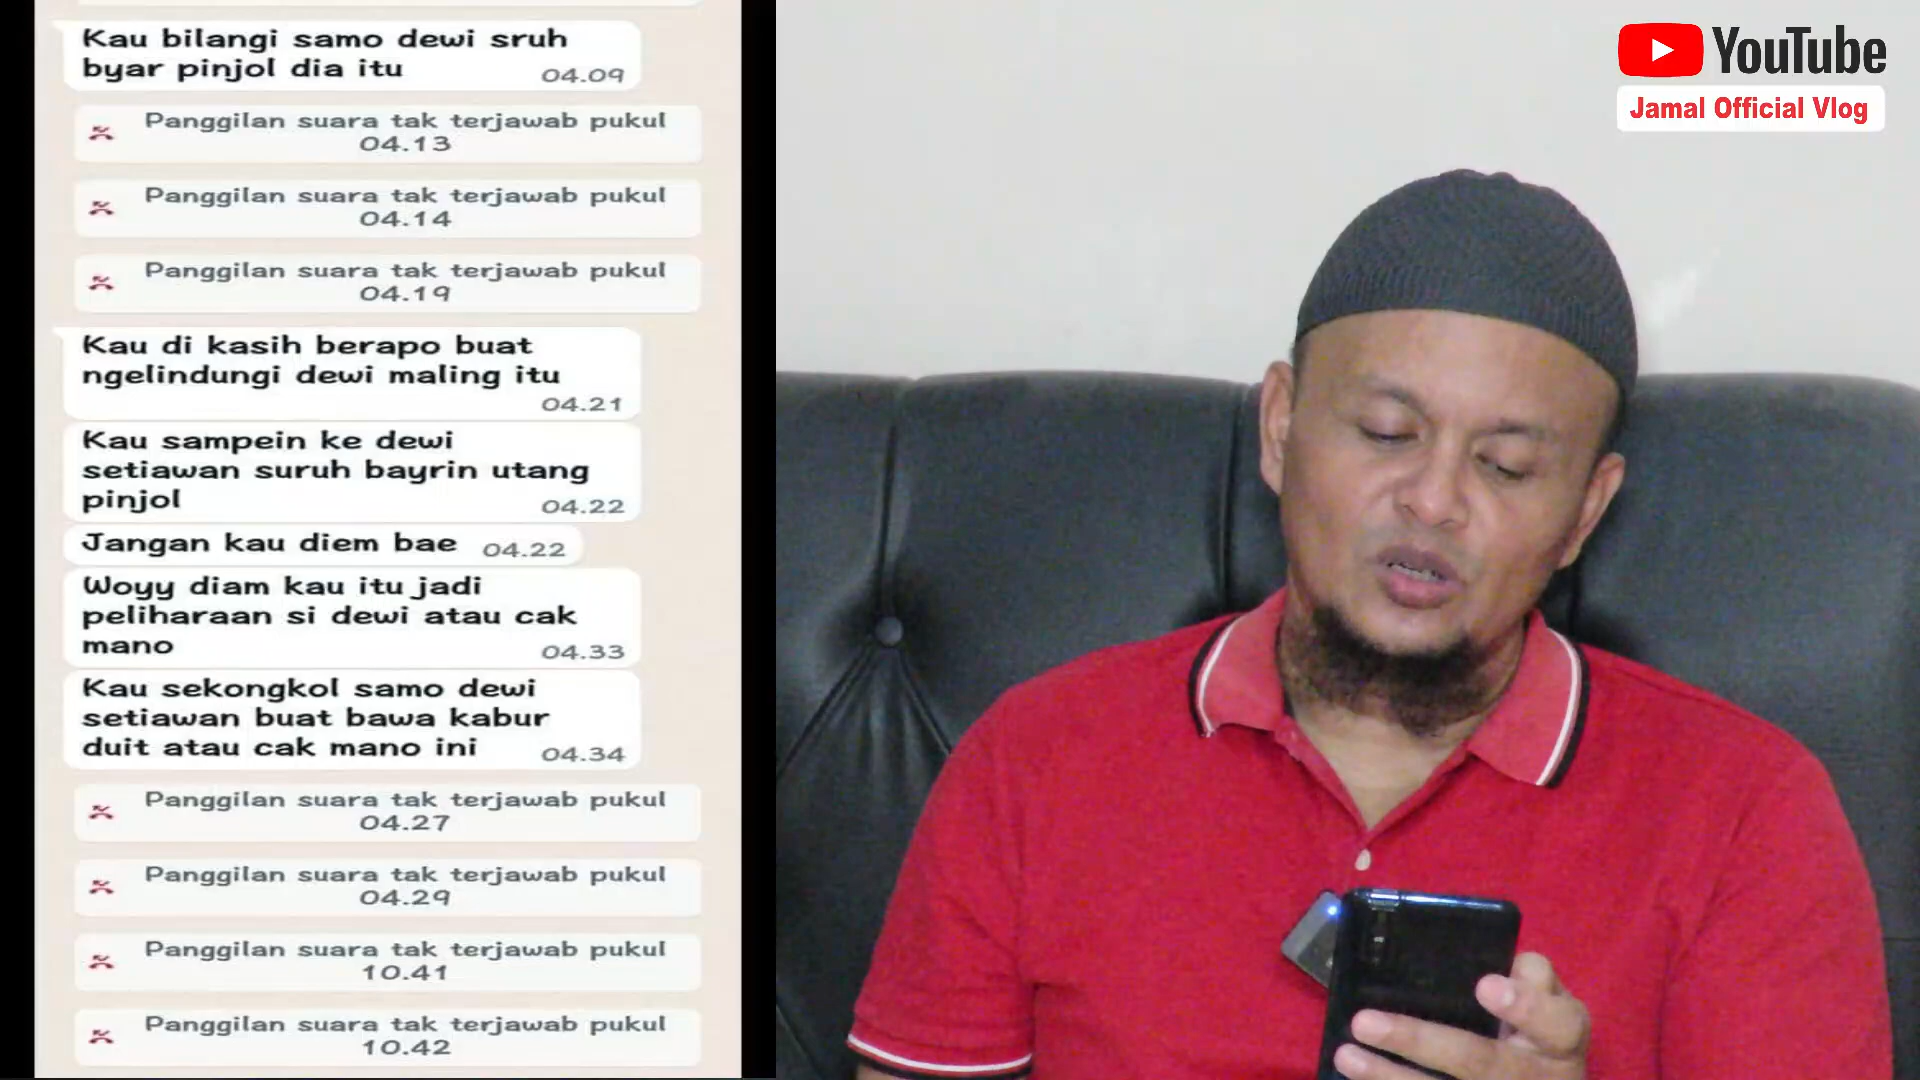 Kau bilangi samo dewi sruh
byar pinjol dia itu
04.09
Panggilan suara tak terjawab pukul
04.13
Panggilan suara tak terjawab pukul
04.14
Panggilan suara tak terjawab pukul
04.19
Kau di kasih berapo buat
ngelindungi dewi maling itu
04.21
Kau sampein ke dewi
setiawan suruh bayrin utang
pinjol
04.22
Jangan kau diem bae 04.22
Woyy diam kau itu jadi
peliharaan si dewi atau cak
mano
04.33
Kau sekongkol samo dewi
setiawan buat bawa kabur
duit atau cak mano ini
04.34
Panggilan suara tak terjawab pukul
04.27
Panggilan suara tak terjawab pukul
04.29
Panggilan suara tak terjawab pukul
10.41
Panggilan suara tak terjawab pukul
10.42
YouTube
Jamal Official Vlog